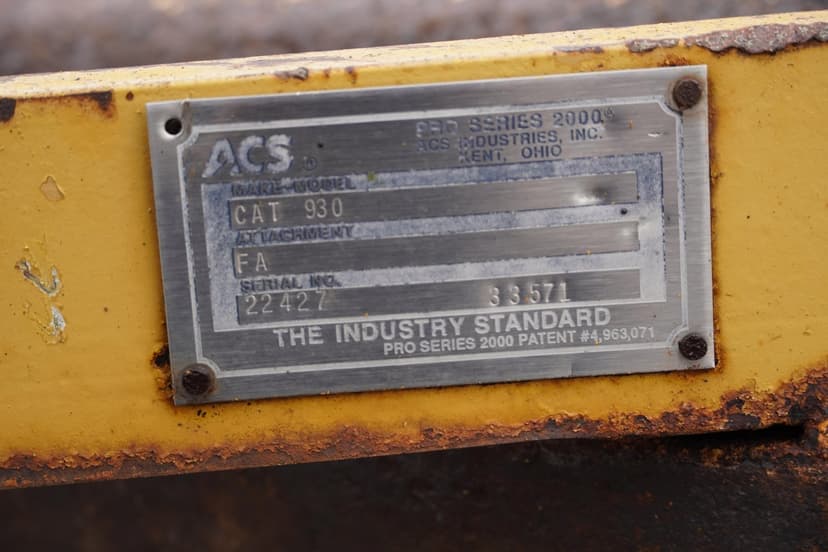 ACS®
PRO SERIES 2000®
ACS INDUSTRIES, INC.
KENT, OHIO
MAKE-MODEL
CAT 930
ATTACHMENT
FA
SERIAL NO.
22427 33571
THE INDUSTRY STANDARD
PRO SERIES 2000 PATENT #4,963,071